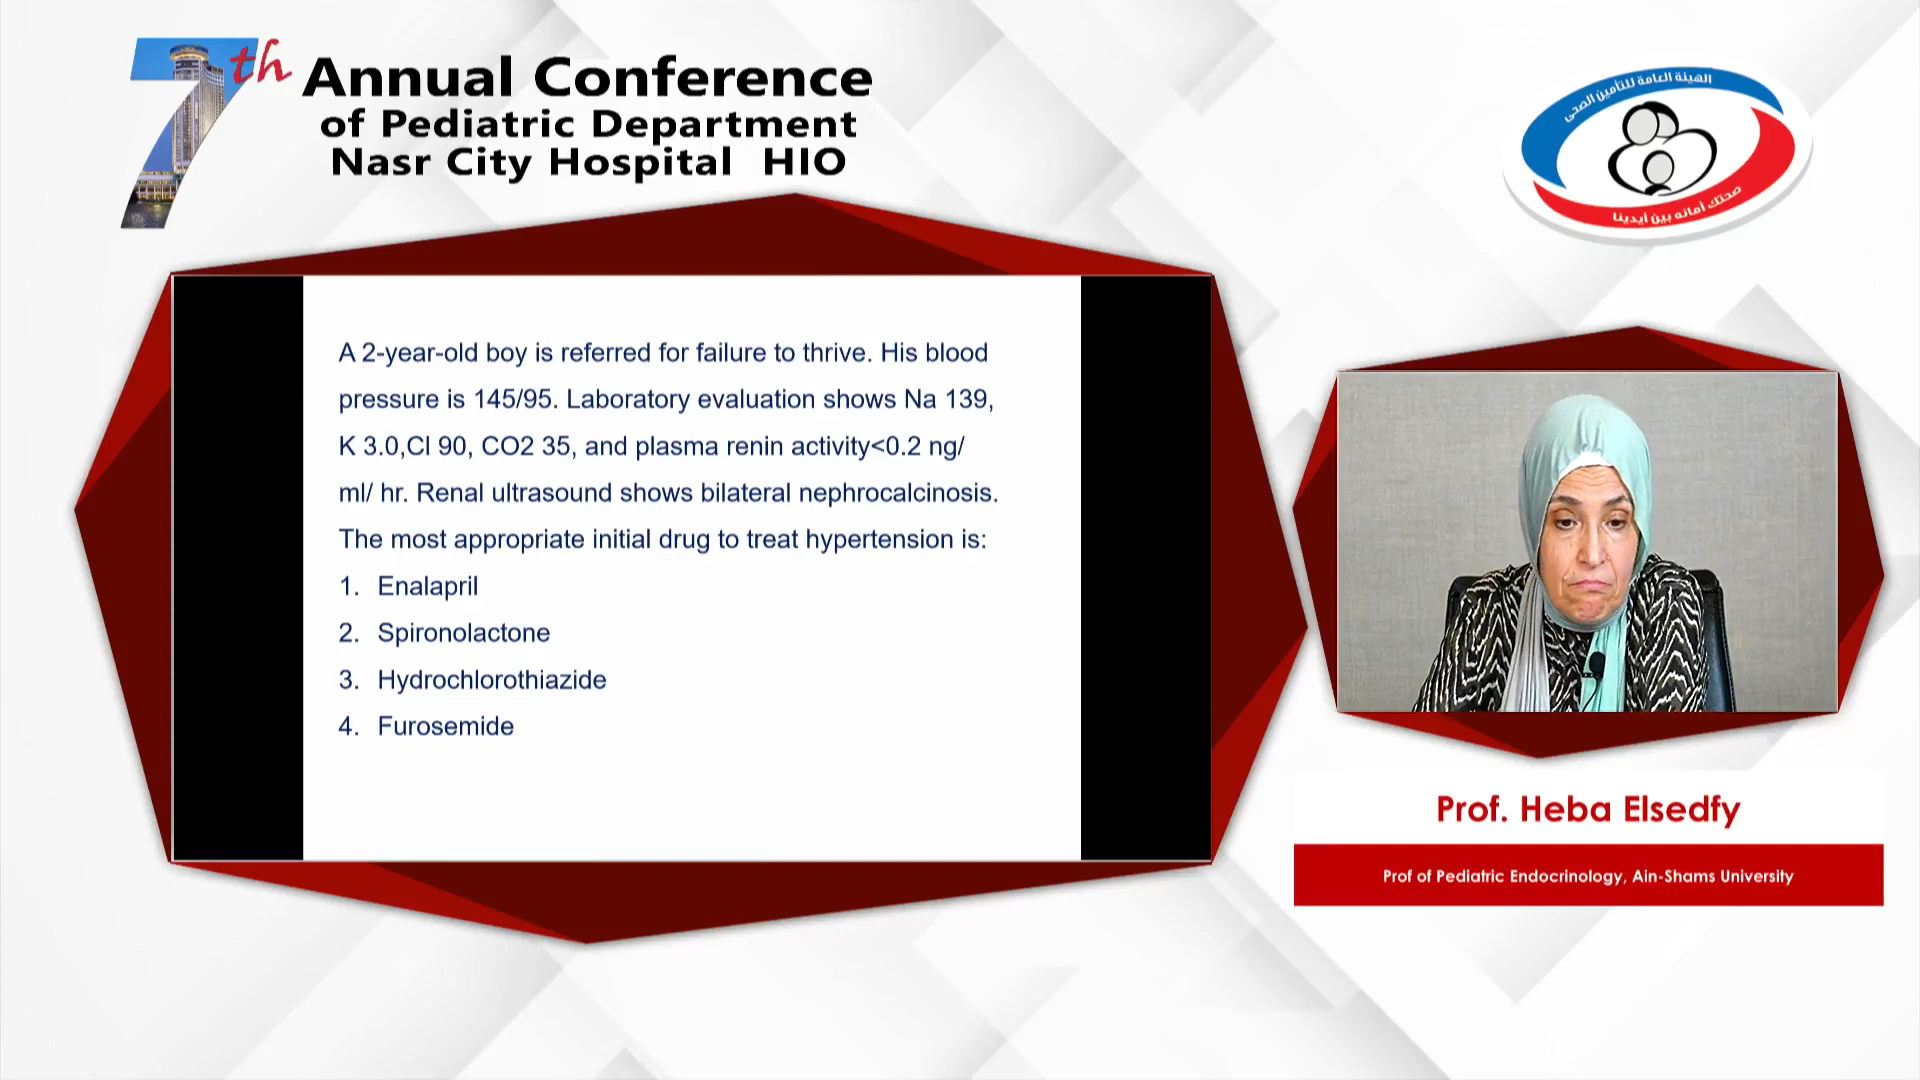 7th Annual Conference
of Pediatric Department
Nasr City Hospital HIO
الهيئة العامة للتأمين الصحى
صحتك أمانه بين أيدينا
A 2-year-old boy is referred for failure to thrive. His blood
pressure is 145/95. Laboratory evaluation shows Na 139,
K 3.0,Cl 90, CO2 35, and plasma renin activity<0.2 ng/
ml/ hr. Renal ultrasound shows bilateral nephrocalcinosis.
The most appropriate initial drug to treat hypertension is:
1. Enalapril
2. Spironolactone
3. Hydrochlorothiazide
4. Furosemide
Prof. Heba Elsedfy
Prof of Pediatric Endocrinology, Ain-Shams University